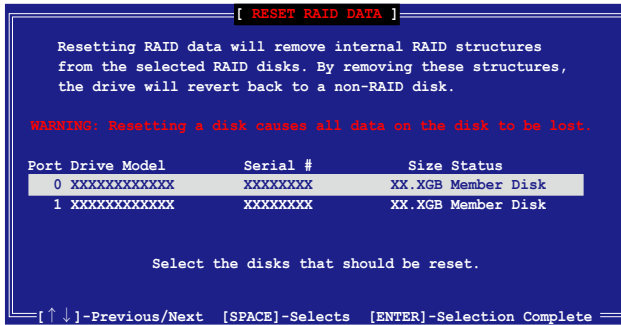 [ RESET RAID DATA ]
Resetting RAID data will remove internal RAID structures
from the selected RAID disks. By removing these structures,
the drive will revert back to a non-RAID disk.
WARNING: Resetting a disk causes all data on the disk to be lost.
Port Drive Model Serial # Size Status
0 XXXXXXXXXXXX XXXXXXXX XX.XGB Member Disk
1 XXXXXXXXXXXX XXXXXXXX XX.XGB Member Disk
Select the disks that should be reset.
[↑↓]-Previous/Next [SPACE]-Selects [ENTER]-Selection Complete